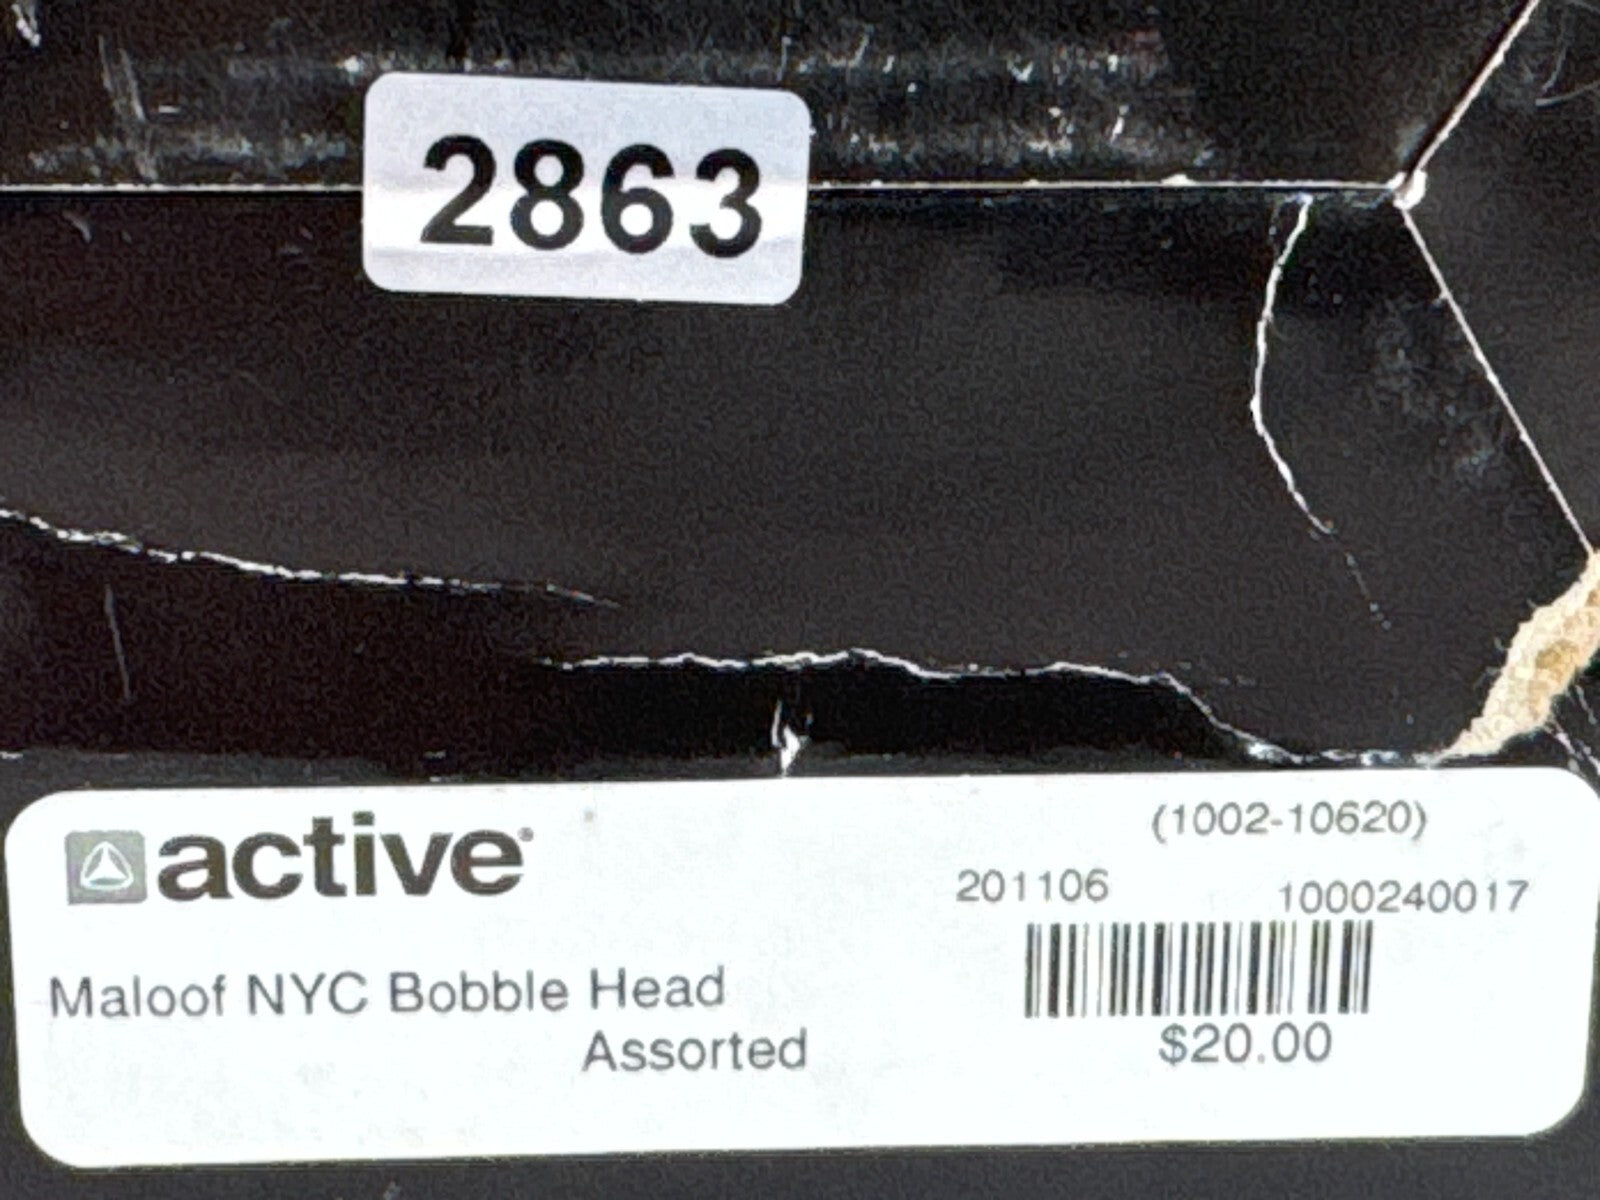 2863
active
(1002-10620)
201106 1000240017
Maloof NYC Bobble Head
Assorted
$20.00